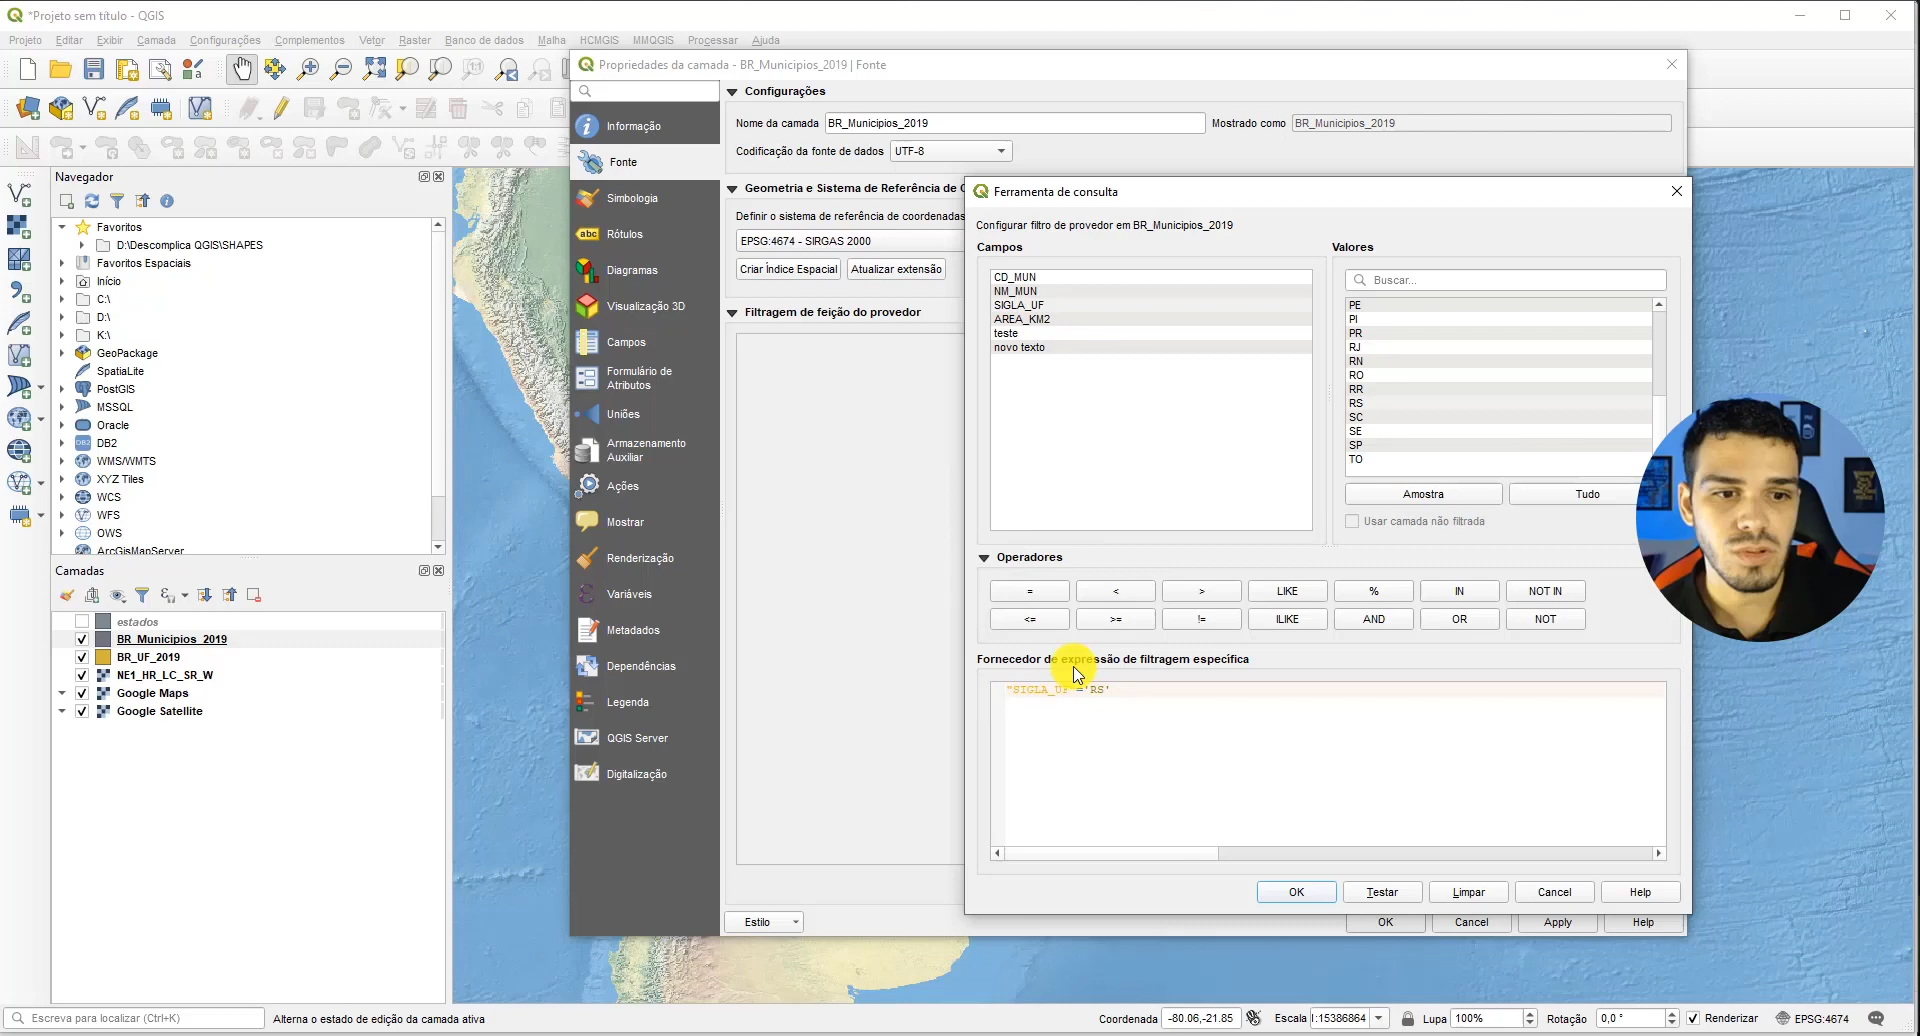 *Projeto sem título - QGIS
Projeto Editar Exibir Camada Configurações Complementos Vetor Raster Banco de dados Malha HCMGIS MMQGIS Processar Ajuda
Navegador
Favoritos
D:\Descomplica QGIS\SHAPES
Favoritos Espaciais
Início
C:\
D:\
K:\
GeoPackage
SpatiaLite
PostGIS
MSSQL
Oracle
DB2
WMS/WMTS
XYZ Tiles
WCS
WFS
OWS
ArcGisMapServer
Camadas
estados
BR_Municipios_2019
BR_UF_2019
NE1_HR_LC_SR_W
Google Maps
Google Satellite
Propriedades da camada - BR_Municipios_2019 | Fonte
Informação
Fonte
Simbologia
abc Rótulos
Diagramas
Visualização 3D
Campos
Formulário de
Atributos
Uniões
Armazenamento
Auxiliar
Ações
Mostrar
Renderização
Variáveis
Metadados
Dependências
Legenda
QGIS Server
Digitalização
Configurações
Nome da camada BR_Municipios_2019 Mostrado como BR_Municipios_2019
Codificação da fonte de dados UTF-8
Geometria e Sistema de Referência de C
Definir o sistema de referência de coordenadas
EPSG:4674 - SIRGAS 2000
Criar Índice Espacial Atualizar extensão
Filtragem de feição do provedor
Estilo
OK Cancel Apply Help
Ferramenta de consulta
Configurar filtro de provedor em BR_Municipios_2019
Campos
CD_MUN
NM_MUN
SIGLA_UF
AREA_KM2
teste
novo texto
Valores
Buscar...
PE
PI
PR
RJ
RN
RO
RR
RS
SC
SE
SP
TO
Amostra Tudo
Usar camada não filtrada
Operadores
= < > LIKE % IN NOT IN
<= >= != ILIKE AND OR NOT
Fornecedor de expressão de filtragem específica
"SIGLA_UF"='RS'
OK Testar Limpar Cancel Help
Escreva para localizar (Ctrl+K) Alterna o estado de edição da camada ativa Coordenada -80.06,-21.85 Escala 1:15386864 Lupa 100% Rotação 0,0 ° Renderizar EPSG:4674